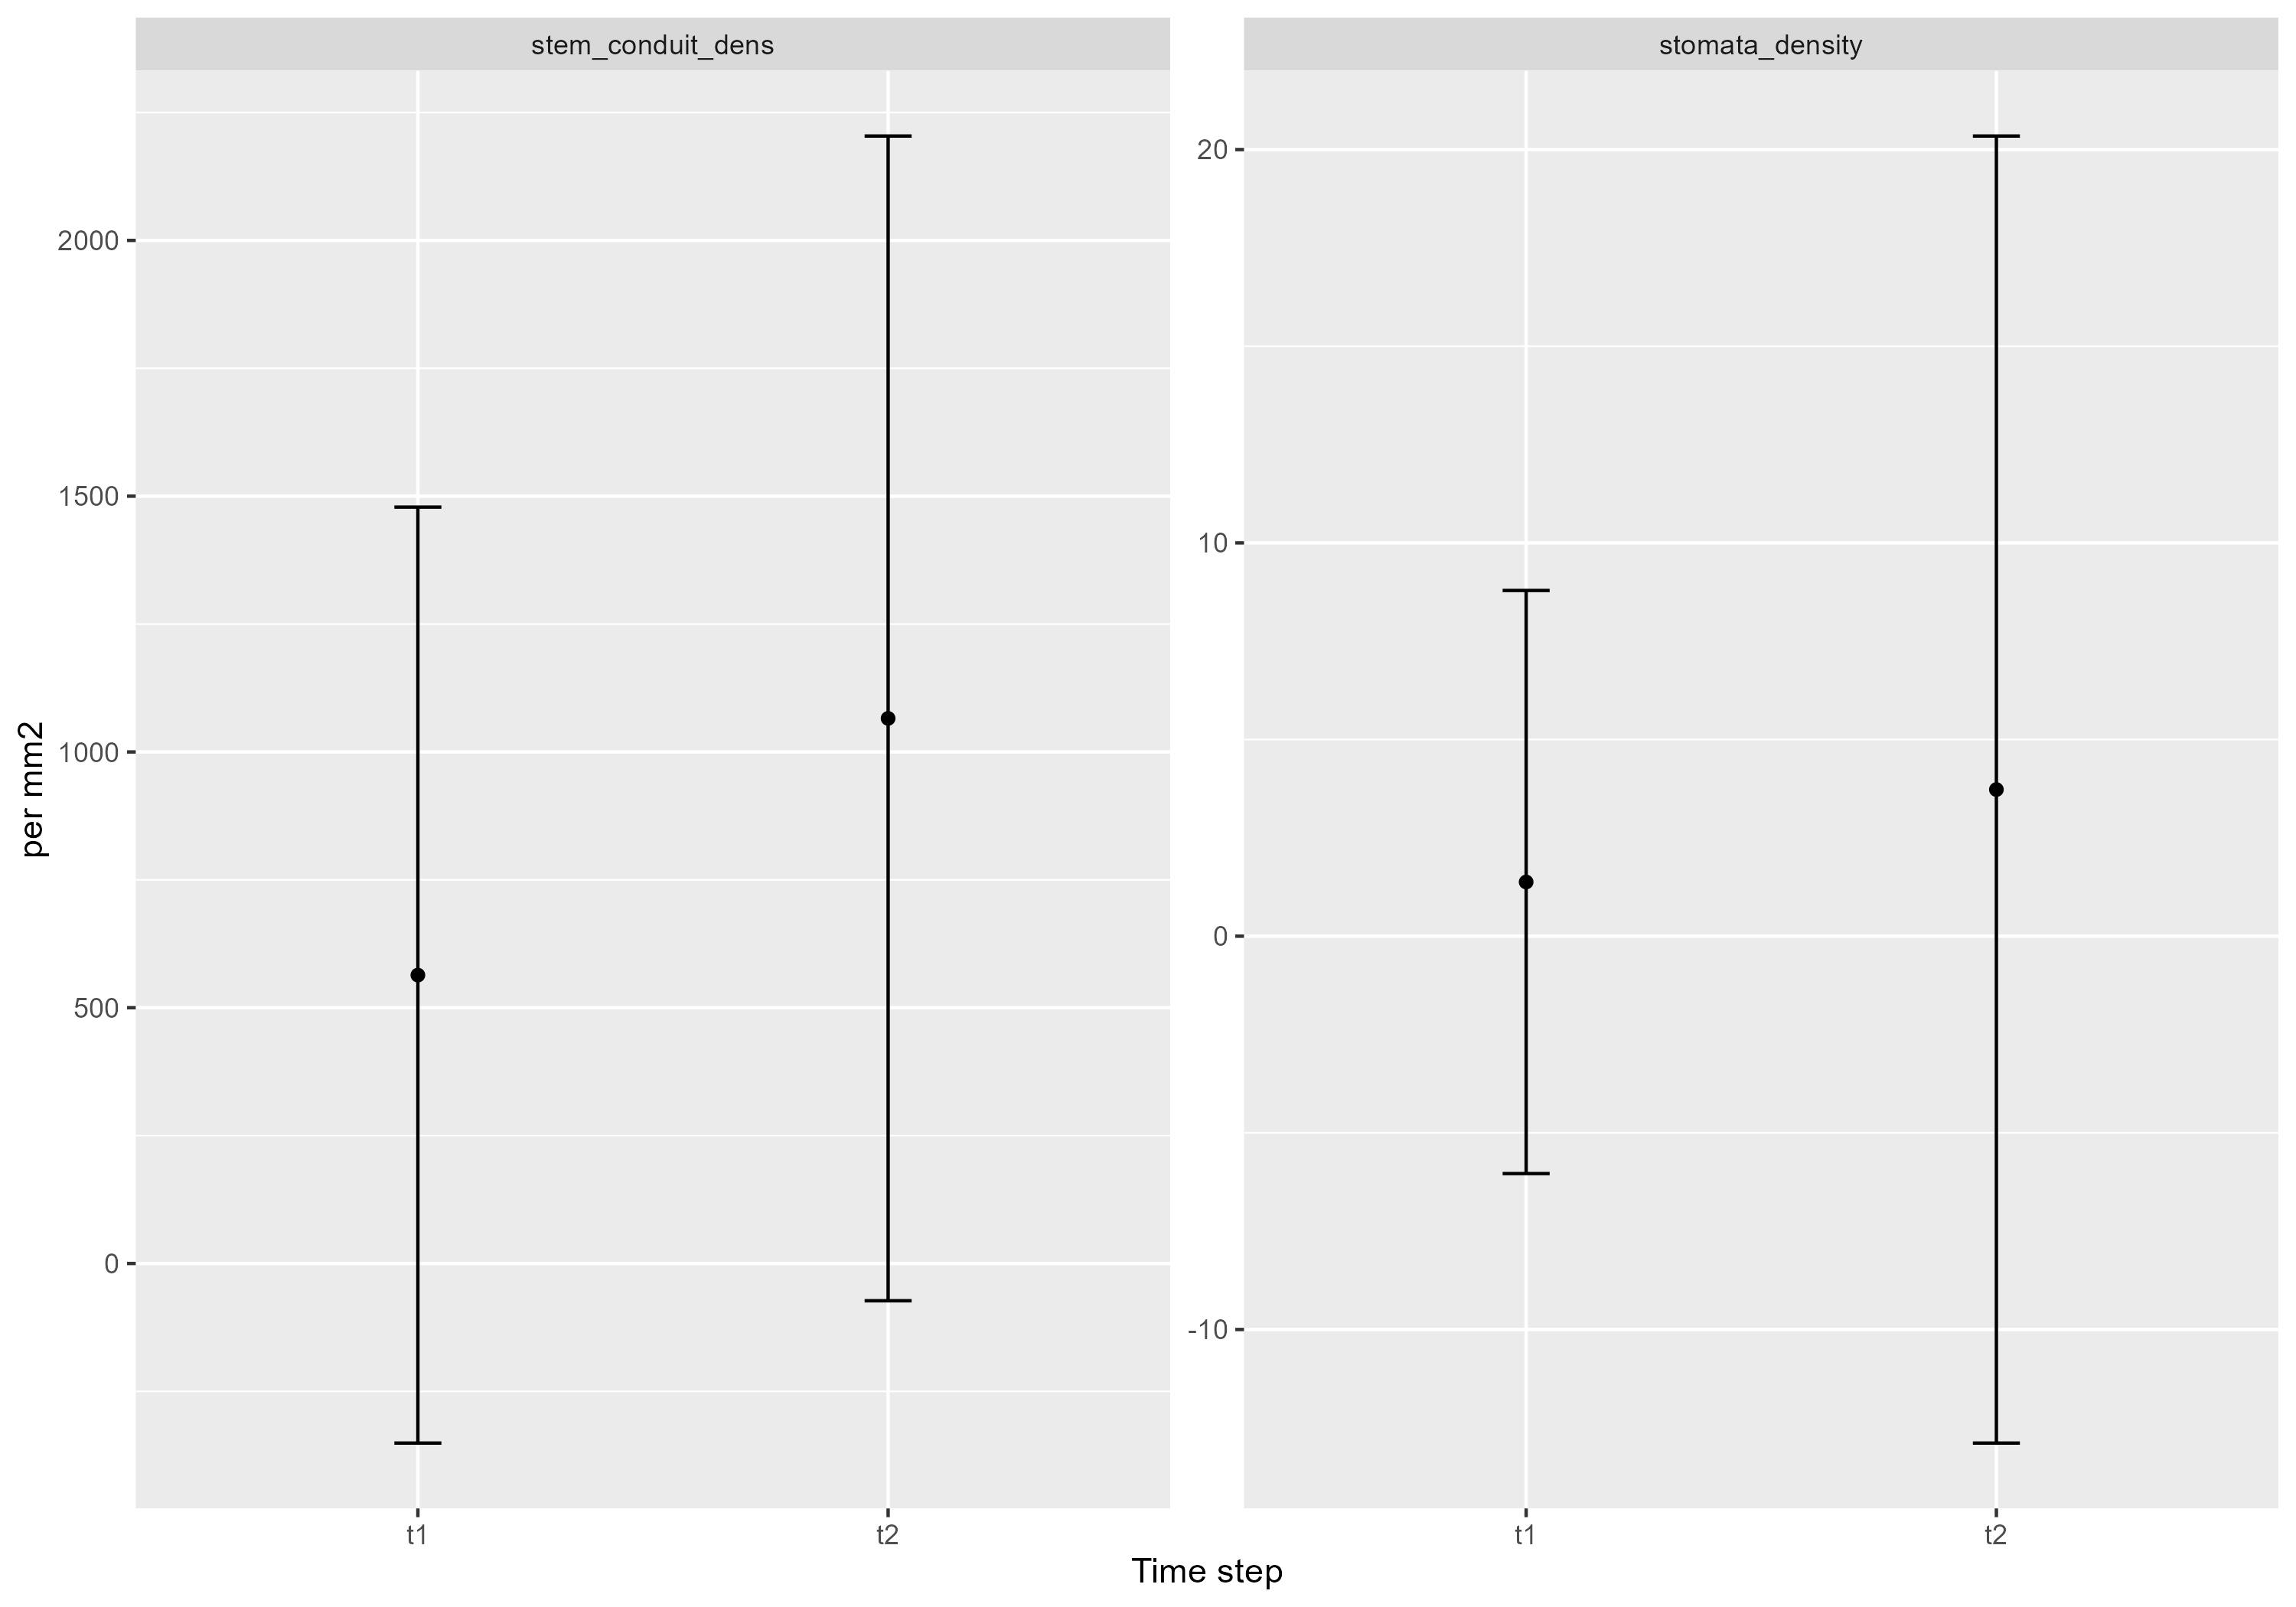 stem_conduit_dens
stomata_density
per mm2
2000
1500
1000
500
0
20
10
0
-10
t1
t2
t1
t2
Time step